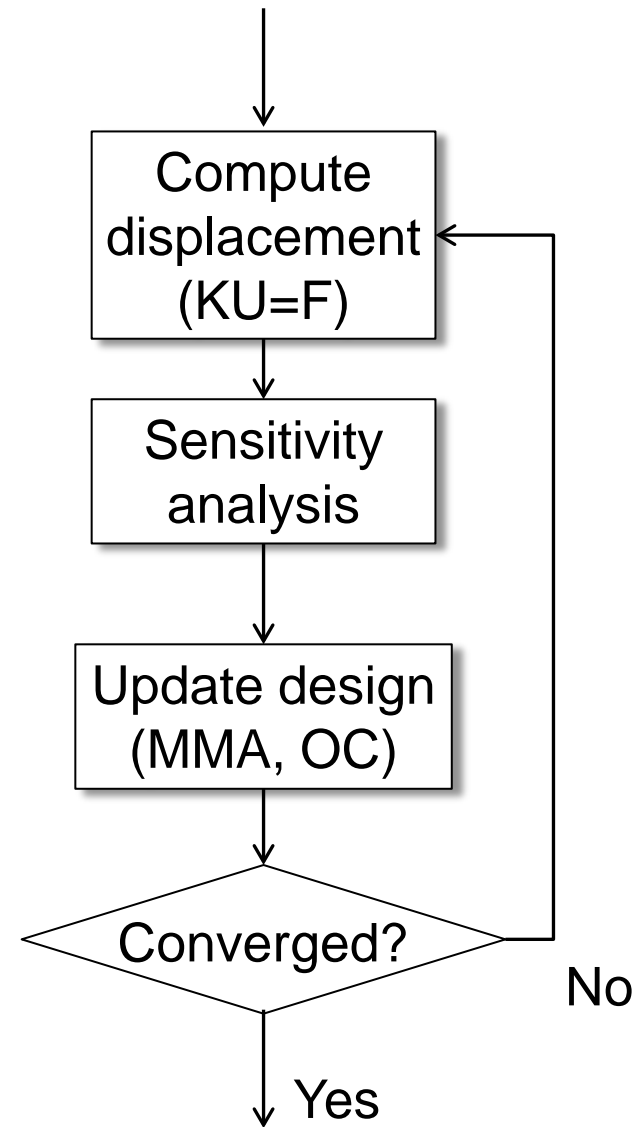 Compute
displacement
(KU=F)
Sensitivity
analysis
Update design
(MMA, OC)
Converged?
No
Yes